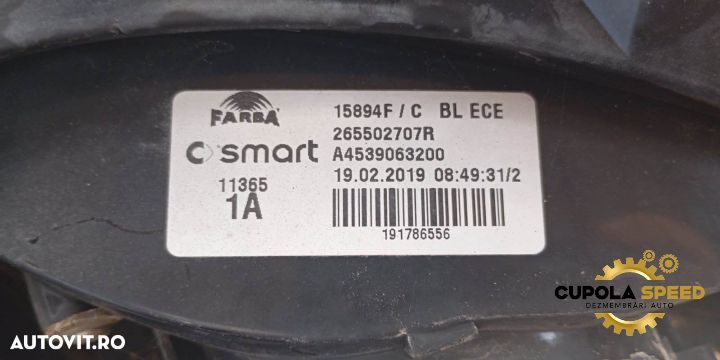 FARBA
15894F / C BL ECE
265502707R
smart
A4539063200
11365
19.02.2019 08:49:31/2
1A
191786556
CUPOLA SPEED
DEZMEMBRĂRI AUTO
AUTOVIT.RO